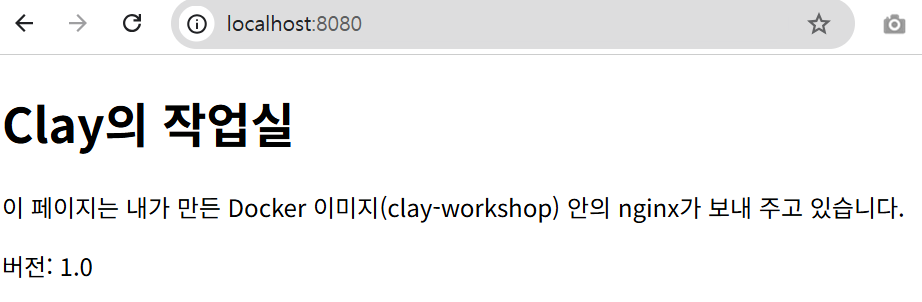 localhost:8080
Clay의 작업실
이 페이지는 내가 만든 Docker 이미지(clay-workshop) 안의 nginx가 보내 주고 있습니다.
버전: 1.0